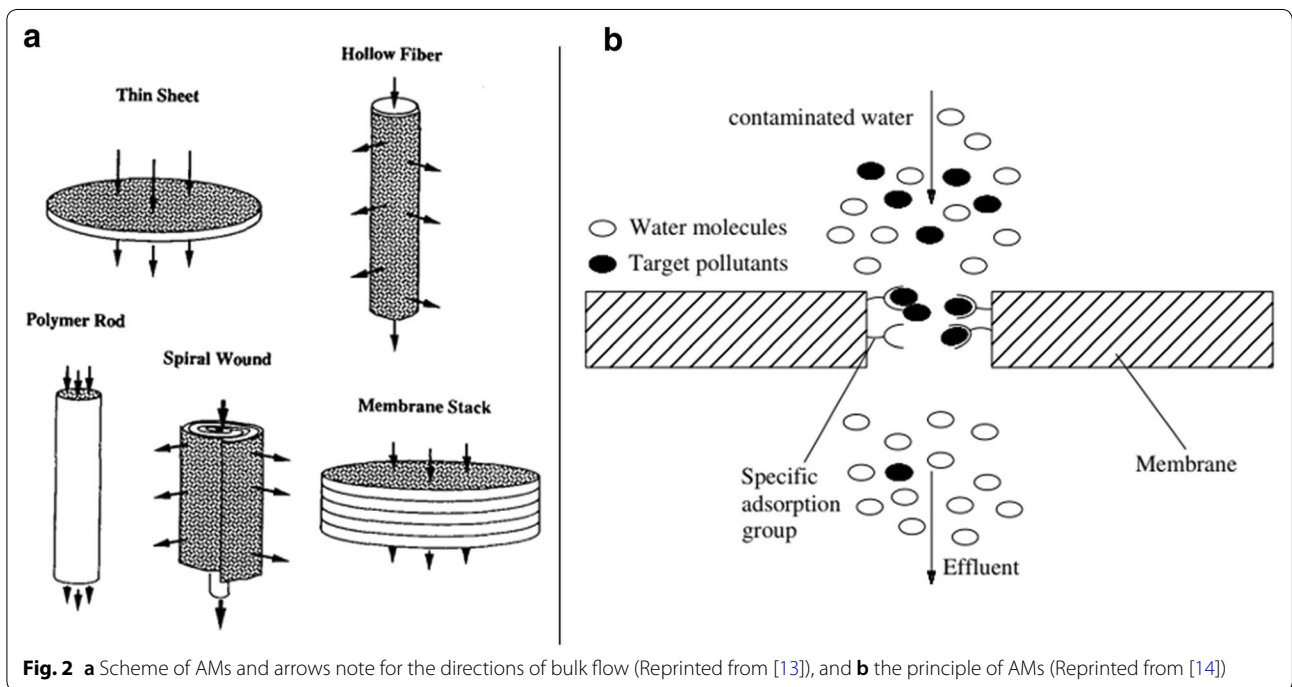 a
Thin Sheet
Hollow Fiber
Polymer Rod
Spiral Wound
Membrane Stack
b
contaminated water
Water molecules
Target pollutants
Specific
adsorption
group
Membrane
Effluent
Fig. 2 a Scheme of AMs and arrows note for the directions of bulk flow (Reprinted from [13]), and b the principle of AMs (Reprinted from [14])